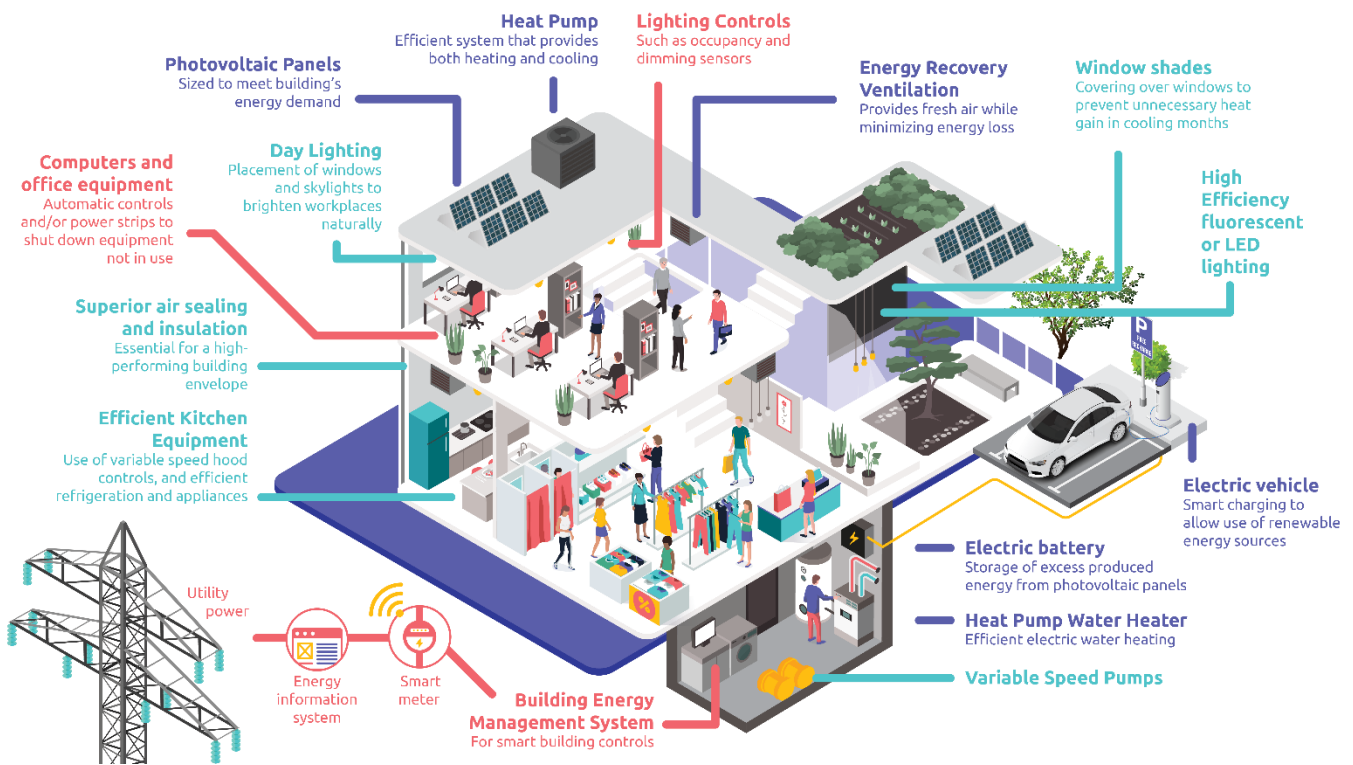 Heat Pump
Efficient system that provides
both heating and cooling
Lighting Controls
Such as occupancy and
dimming sensors
Photovoltaic Panels
Sized to meet building's
energy demand
Energy Recovery
Ventilation
Provides fresh air while
minimizing energy loss
Window shades
Covering over windows to
prevent unnecessary heat
gain in cooling months
Computers and
office equipment
Automatic controls
and/or power strips to
shut down equipment
not in use
Day Lighting
Placement of windows
and skylights to
brighten workplaces
naturally
High
Efficiency
fluorescent
or LED
lighting
Superior air sealing
and insulation
Essential for a high-
performing building
envelope
P
Efficient Kitchen
Equipment
Use of variable speed hood
controls, and efficient
refrigeration and appliances
Electric vehicle
Smart charging to
allow use of renewable
energy sources
Electric battery
Storage of excess produced
energy from photovoltaic panels
Heat Pump Water Heater
Efficient electric water heating
Variable Speed Pumps
%
Utility
power
Energy
information
system
Smart
meter
Building Energy
Management System
For smart building controls